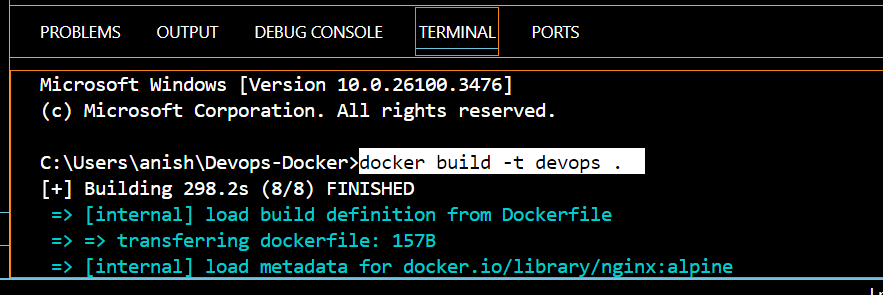 PROBLEMS OUTPUT DEBUG CONSOLE TERMINAL PORTS
Microsoft Windows [Version 10.0.26100.3476]
(c) Microsoft Corporation. All rights reserved.
C:\Users\anish\Devops-Docker>docker build -t devops .
[+] Building 298.2s (8/8) FINISHED
=> [internal] load build definition from Dockerfile
=> => transferring dockerfile: 157B
=> [internal] load metadata for docker.io/library/nginx:alpine